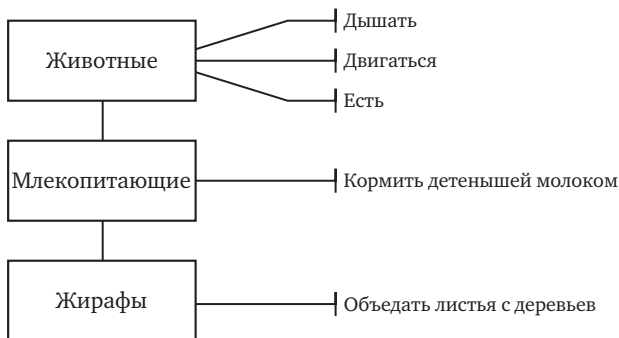 Животные
Дышать
Двигаться
Есть
Млекопитающие
Кормить детенышей молоком
Жирафы
Объедать листья с деревьев